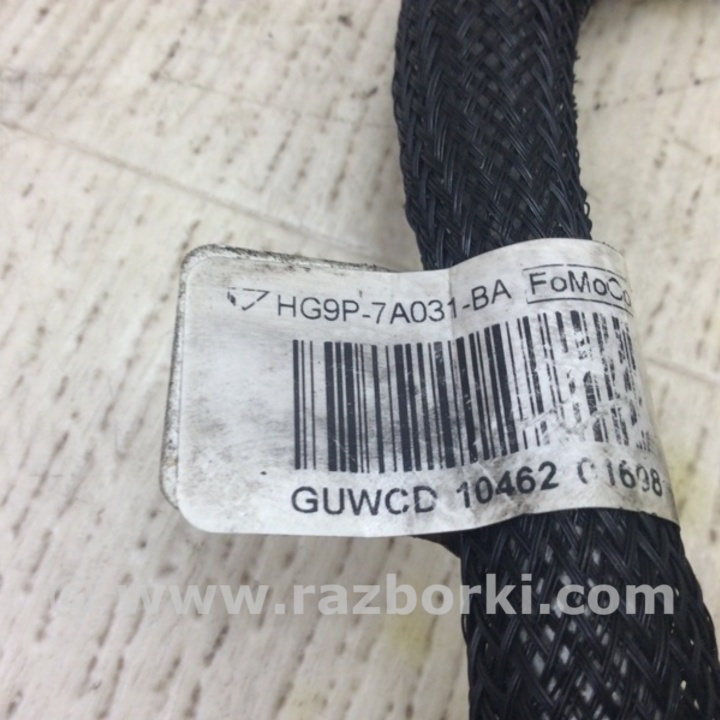 HG9P-7A031-BA FoMoCo
GUWCD 10462
www.razborki.com